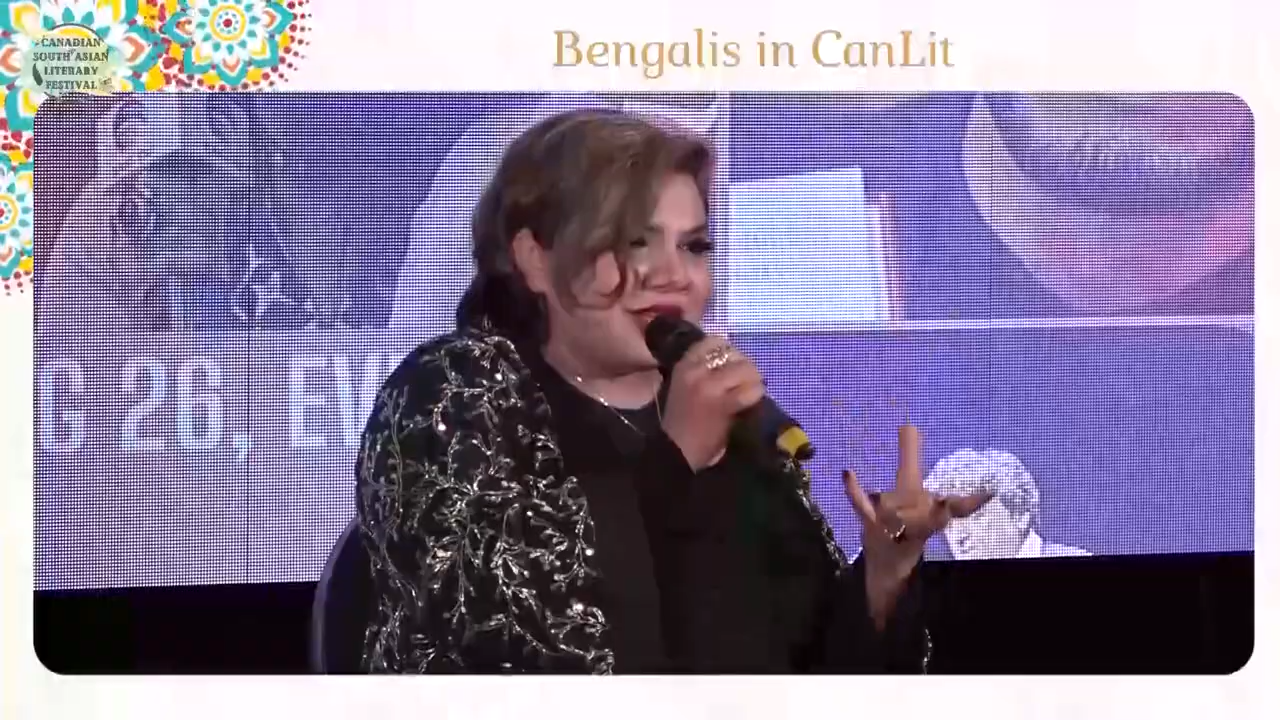 CANADIAN
SOUTH ASIAN
LITERARY
FESTIVAL
Bengalis in CanLit
G 26, EV